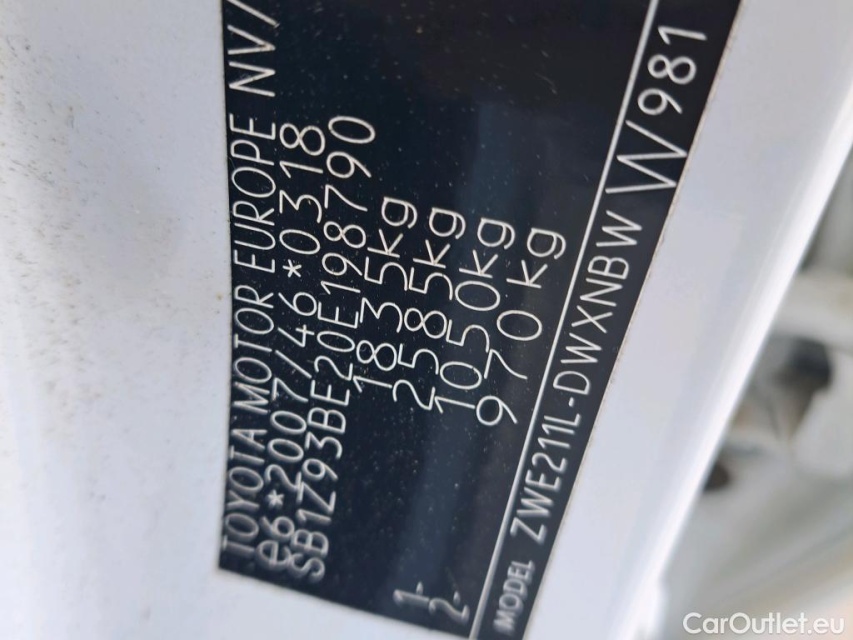 TOYOTA MOTOR EUROPE NV/
e6*2007/46*0318
SB1Z93BE20E198790
1835kg
2585kg
1- 1050kg
2- 970kg
MODEL ZWE211L-DWXNBW W981
CarOutlet.eu